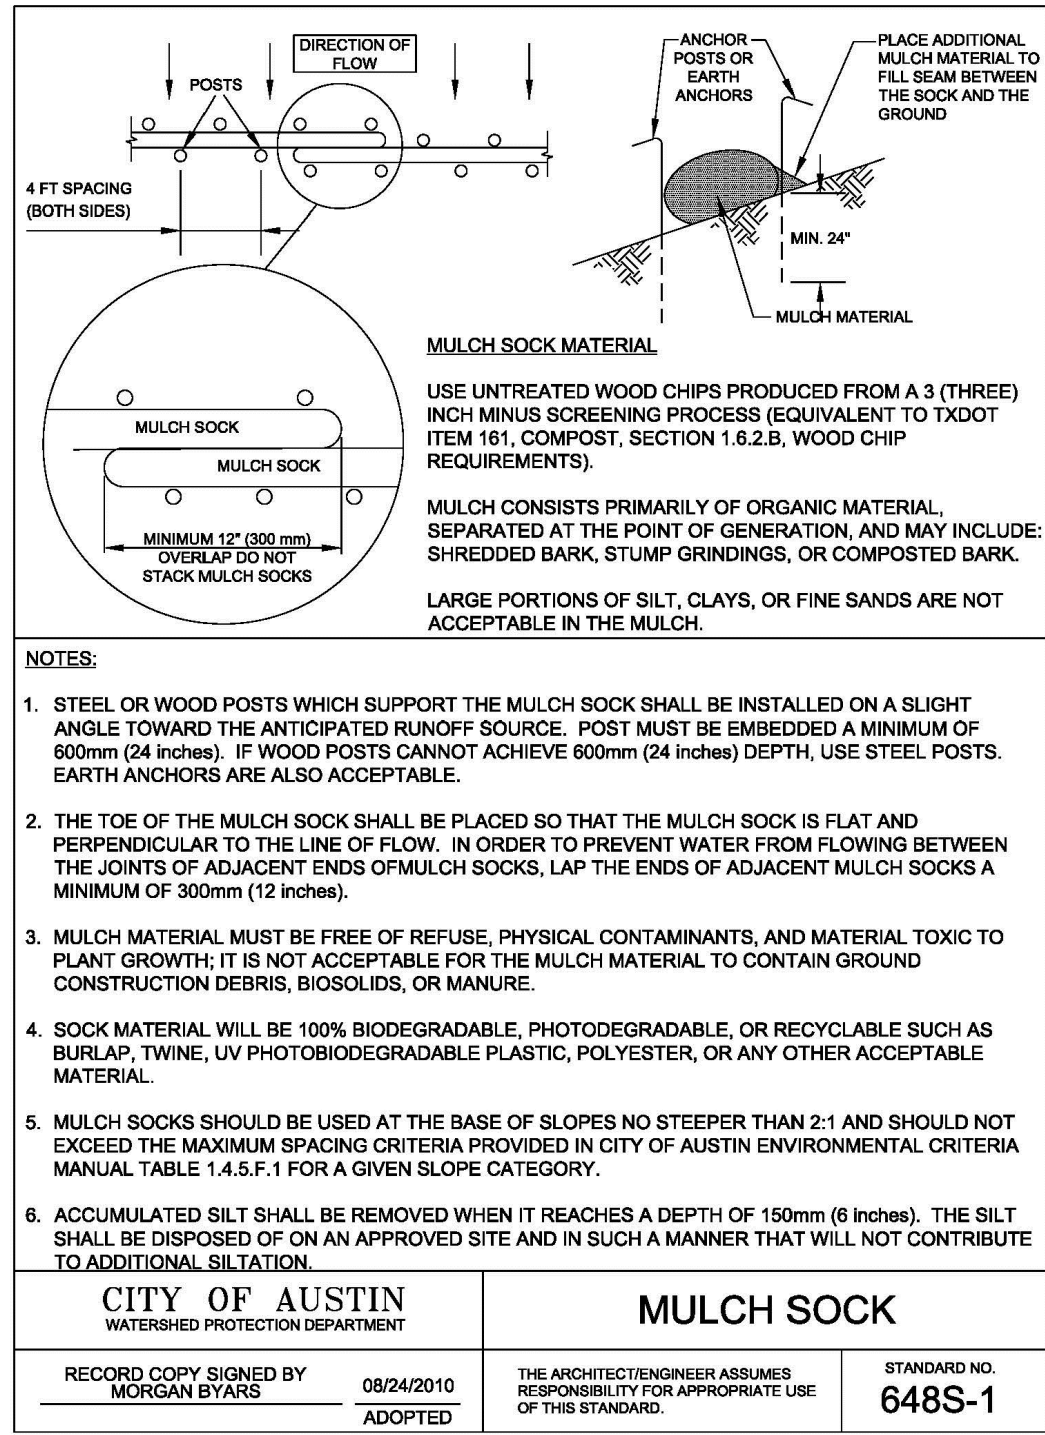 DIRECTION OF
FLOW
POSTS
4 FT SPACING
(BOTH SIDES)
ANCHOR
POSTS OR
EARTH
ANCHORS
PLACE ADDITIONAL
MULCH MATERIAL TO
FILL SEAM BETWEEN
THE SOCK AND THE
GROUND
MIN. 24"
MULCH MATERIAL
MULCH SOCK
MULCH SOCK
MINIMUM 12" (300 mm)
OVERLAP DO NOT
STACK MULCH SOCKS
MULCH SOCK MATERIAL
USE UNTREATED WOOD CHIPS PRODUCED FROM A 3 (THREE)
INCH MINUS SCREENING PROCESS (EQUIVALENT TO TXDOT
ITEM 161, COMPOST, SECTION 1.6.2.B, WOOD CHIP
REQUIREMENTS).
MULCH CONSISTS PRIMARILY OF ORGANIC MATERIAL,
SEPARATED AT THE POINT OF GENERATION, AND MAY INCLUDE:
SHREDDED BARK, STUMP GRINDINGS, OR COMPOSTED BARK.
LARGE PORTIONS OF SILT, CLAYS, OR FINE SANDS ARE NOT
ACCEPTABLE IN THE MULCH.
NOTES:
1. STEEL OR WOOD POSTS WHICH SUPPORT THE MULCH SOCK SHALL BE INSTALLED ON A SLIGHT
ANGLE TOWARD THE ANTICIPATED RUNOFF SOURCE. POST MUST BE EMBEDDED A MINIMUM OF
600mm (24 inches). IF WOOD POSTS CANNOT ACHIEVE 600mm (24 inches) DEPTH, USE STEEL POSTS.
EARTH ANCHORS ARE ALSO ACCEPTABLE.
2. THE TOE OF THE MULCH SOCK SHALL BE PLACED SO THAT THE MULCH SOCK IS FLAT AND
PERPENDICULAR TO THE LINE OF FLOW. IN ORDER TO PREVENT WATER FROM FLOWING BETWEEN
THE JOINTS OF ADJACENT ENDS OFMULCH SOCKS, LAP THE ENDS OF ADJACENT MULCH SOCKS A
MINIMUM OF 300mm (12 inches).
3. MULCH MATERIAL MUST BE FREE OF REFUSE, PHYSICAL CONTAMINANTS, AND MATERIAL TOXIC TO
PLANT GROWTH; IT IS NOT ACCEPTABLE FOR THE MULCH MATERIAL TO CONTAIN GROUND
CONSTRUCTION DEBRIS, BIOSOLIDS, OR MANURE.
4. SOCK MATERIAL WILL BE 100% BIODEGRADABLE, PHOTODEGRADABLE, OR RECYCLABLE SUCH AS
BURLAP, TWINE, UV PHOTOBIODEGRADABLE PLASTIC, POLYESTER, OR ANY OTHER ACCEPTABLE
MATERIAL.
5. MULCH SOCKS SHOULD BE USED AT THE BASE OF SLOPES NO STEEPER THAN 2:1 AND SHOULD NOT
EXCEED THE MAXIMUM SPACING CRITERIA PROVIDED IN CITY OF AUSTIN ENVIRONMENTAL CRITERIA
MANUAL TABLE 1.4.5.F.1 FOR A GIVEN SLOPE CATEGORY.
6. ACCUMULATED SILT SHALL BE REMOVED WHEN IT REACHES A DEPTH OF 150mm (6 inches). THE SILT
SHALL BE DISPOSED OF ON AN APPROVED SITE AND IN SUCH A MANNER THAT WILL NOT CONTRIBUTE
TO ADDITIONAL SILTATION.
CITY OF AUSTIN
WATERSHED PROTECTION DEPARTMENT
MULCH SOCK
RECORD COPY SIGNED BY
MORGAN BYARS
08/24/2010
ADOPTED
THE ARCHITECT/ENGINEER ASSUMES
RESPONSIBILITY FOR APPROPRIATE USE
OF THIS STANDARD.
STANDARD NO.
648S-1